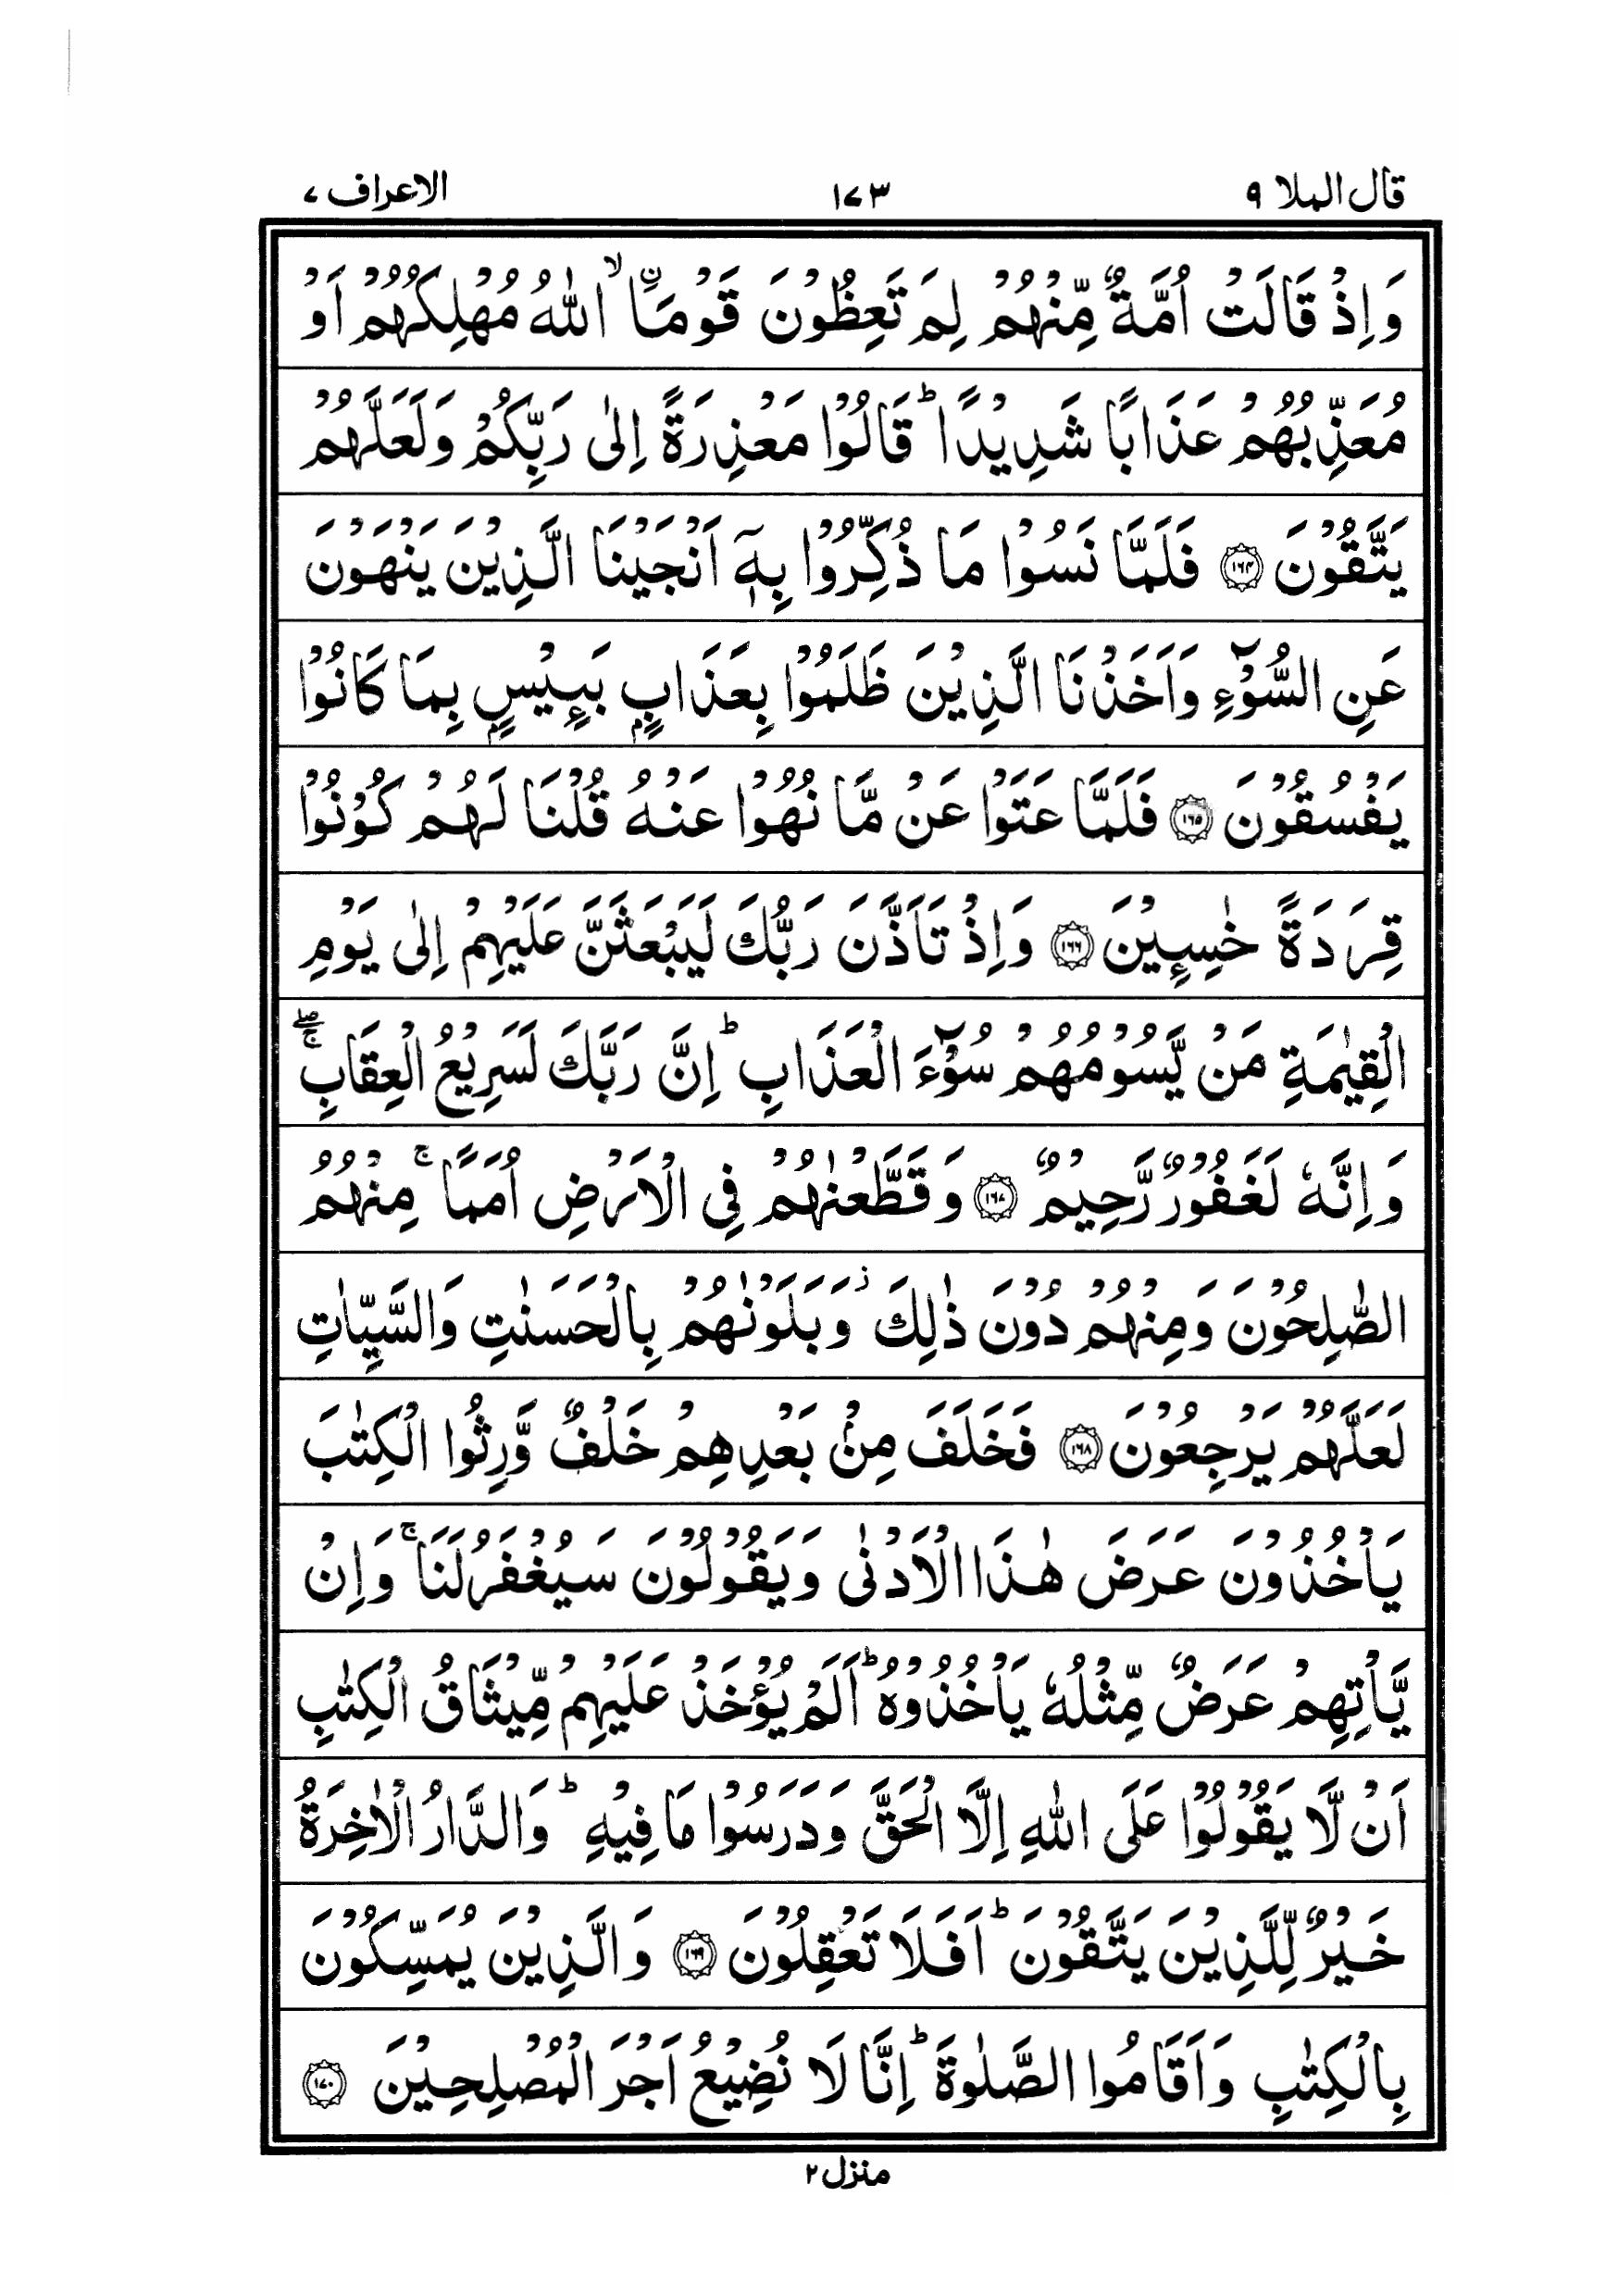 قال الملا ٩
١٧٣
الاعراف ٧
وَاِذْ قَالَتْ اُمَّةٌ مِّنْهُمْ لِمَ تَعِظُوْنَ قَوْمَاۙ۟ اللّٰهُ مُهْلِكُهُمْ اَوْ
مُعَذِّبُهُمْ عَذَابًا شَدِيْدًاؕ قَالُوْا مَعْذِرَةً اِلٰى رَبِّكُمْ وَلَعَلَّهُمْ
يَتَّقُوْنَ ۝١٦٤ فَلَمَّا نَسُوْا مَا ذُكِّرُوْا بِهٖۤ اَنْجَيْنَا الَّذِيْنَ يَنْهَوْنَ
عَنِ السُّوْٓءِ وَاَخَذْنَا الَّذِيْنَ ظَلَمُوْا بِعَذَابٍۭ بَـِٕيْسٍۭ بِمَا كَانُوْا
يَفْسُقُوْنَ ۝١٦٥ فَلَمَّا عَتَوْا عَنْ مَّا نُهُوْا عَنْهُ قُلْنَا لَهُمْ كُوْنُوْا
قِرَدَةً خٰسِـِٕيْنَ ۝١٦٦ وَاِذْ تَاَذَّنَ رَبُّكَ لَيَبْعَثَنَّ عَلَيْهِمْ اِلٰى يَوْمِ
الْقِيٰمَةِ مَنْ يَّسُوْمُهُمْ سُوْٓءَ الْعَذَابِؕ اِنَّ رَبَّكَ لَسَرِيْعُ الْعِقَابِۚۖ
وَاِنَّهٗ لَغَفُوْرٌ رَّحِيْمٌ ۝١٦٧ وَقَطَّعْنٰهُمْ فِى الْاَرْضِ اُمَمًاۚ مِنْهُمُ
الصّٰلِحُوْنَ وَمِنْهُمْ دُوْنَ ذٰلِكَؗ وَبَلَوْنٰهُمْ بِالْحَسَنٰتِ وَالسَّيِّاٰتِ
لَعَلَّهُمْ يَرْجِعُوْنَ ۝١٦٨ فَخَلَفَ مِنْۢ بَعْدِهِمْ خَلْفٌ وَّرِثُوا الْكِتٰبَ
يَاْخُذُوْنَ عَرَضَ هٰذَا الْاَدْنٰى وَيَقُوْلُوْنَ سَيُغْفَرُ لَنَاۚ وَاِنْ
يَّاْتِهِمْ عَرَضٌ مِّثْلُهٗ يَاْخُذُوْهُؕ اَلَمْ يُؤْخَذْ عَلَيْهِمْ مِّيْثَاقُ الْكِتٰبِ
اَنْ لَّا يَقُوْلُوْا عَلَى اللّٰهِ اِلَّا الْحَقَّ وَدَرَسُوْا مَا فِيْهِؕ وَالدَّارُ الْاٰخِرَةُ
خَيْرٌ لِّلَّذِيْنَ يَتَّقُوْنَؕ اَفَلَا تَعْقِلُوْنَ ۝١٦٩ وَالَّذِيْنَ يُمَسِّكُوْنَ
بِالْكِتٰبِ وَاَقَامُوا الصَّلٰوةَؕ اِنَّا لَا نُضِيْعُ اَجْرَ الْمُصْلِحِيْنَ ۝١٧٠
منزل ٢